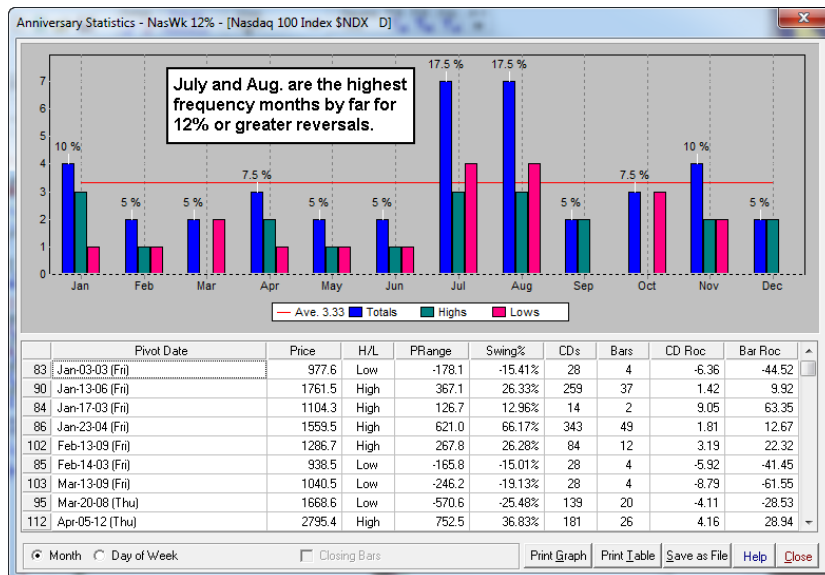 Anniversary Statistics - NasWk 12% - [Nasdaq 100 Index $NDX D]
X
July and Aug. are the highest
frequency months by far for
12% or greater reversals.
7
6
5
4
3
2
1
0
10 %
5 %
5 %
7.5 %
5 %
5 %
17.5 %
17.5 %
5 %
7.5 %
10 %
5 %
Jan Feb Mar Apr May Jun Jul Aug Sep Oct Nov Dec
Ave. 3.33 Totals Highs Lows
Pivot Date Price H/L PRange Swing% CDs Bars CD Roc Bar Roc
83 Jan-03-03 (Fri) 977.6 Low -178.1 -15.41% 28 4 -6.36 -44.52
90 Jan-13-06 (Fri) 1761.5 High 367.1 26.33% 259 37 1.42 9.92
84 Jan-17-03 (Fri) 1104.3 High 126.7 12.96% 14 2 9.05 63.35
86 Jan-23-04 (Fri) 1559.5 High 621.0 66.17% 343 49 1.81 12.67
102 Feb-13-09 (Fri) 1286.7 High 267.8 26.28% 84 12 3.19 22.32
85 Feb-14-03 (Fri) 938.5 Low -165.8 -15.01% 28 4 -5.92 -41.45
103 Mar-13-09 (Fri) 1040.5 Low -246.2 -19.13% 28 4 -8.79 -61.55
95 Mar-20-08 (Thu) 1668.6 Low -570.6 -25.48% 139 20 -4.11 -28.53
112 Apr-05-12 (Thu) 2795.4 High 752.5 36.83% 181 26 4.16 28.94
Month Day of Week Closing Bars Print Graph Print Table Save as File Help Close